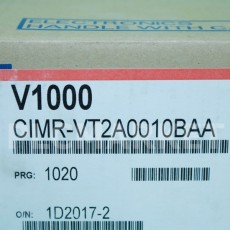 ELECTRONICS
HANDLE WITH C
V1000
CIMR-VT2A0010BAA
PRG: 1020
O/N: 1D2017-2